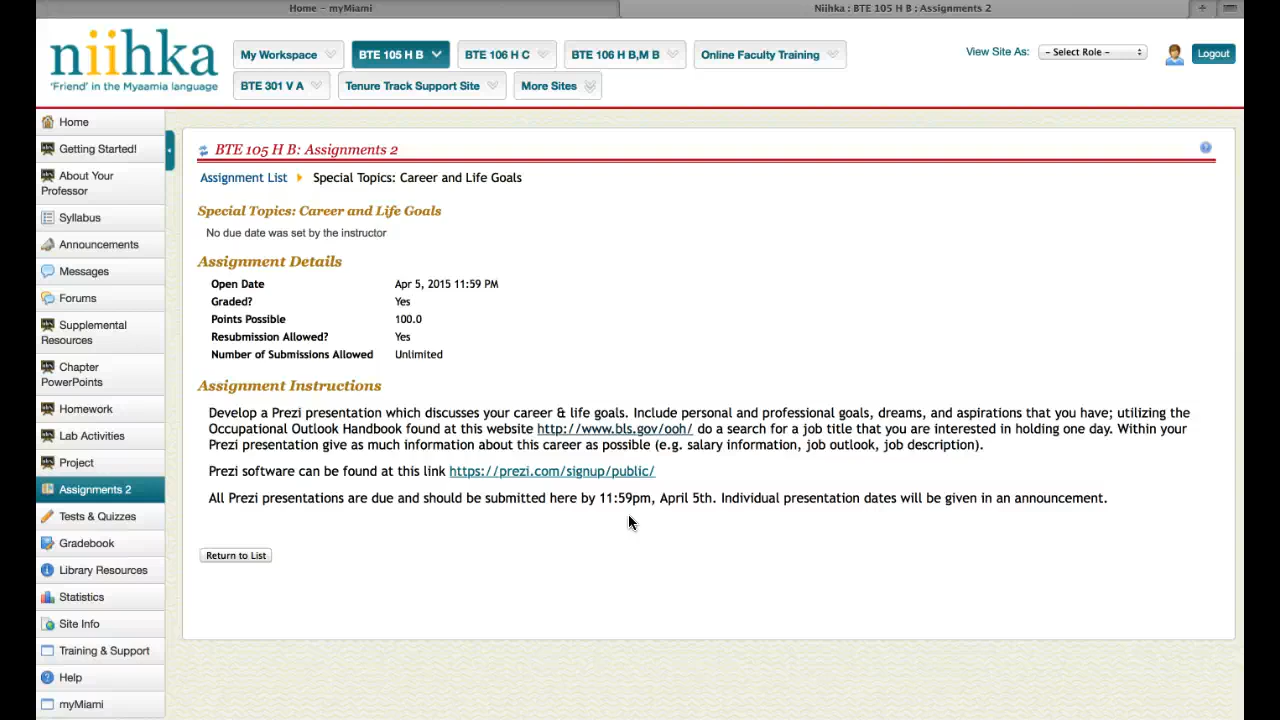 Home – myMiami
Niihka : BTE 105 H B : Assignments 2
+
niihka
'Friend' in the Myaamia language
My Workspace
BTE 105 H B
BTE 106 H C
BTE 106 H B,M B
Online Faculty Training
BTE 301 V A
Tenure Track Support Site
More Sites
View Site As:
- Select Role -
Logout
Home
Getting Started!
About Your
Professor
Syllabus
Announcements
Messages
Forums
Supplemental
Resources
Chapter
PowerPoints
Homework
Lab Activities
Project
Assignments 2
Tests & Quizzes
Gradebook
Library Resources
Statistics
Site Info
Training & Support
Help
myMiami
BTE 105 H B: Assignments 2
Assignment List
Special Topics: Career and Life Goals
Special Topics: Career and Life Goals
No due date was set by the instructor
Assignment Details
Open Date Apr 5, 2015 11:59 PM
Graded? Yes
Points Possible 100.0
Resubmission Allowed? Yes
Number of Submissions Allowed Unlimited
Assignment Instructions
Develop a Prezi presentation which discusses your career & life goals. Include personal and professional goals, dreams, and aspirations that you have; utilizing the
Occupational Outlook Handbook found at this website http://www.bls.gov/ooh/ do a search for a job title that you are interested in holding one day. Within your
Prezi presentation give as much information about this career as possible (e.g. salary information, job outlook, job description).
Prezi software can be found at this link https://prezi.com/signup/public/
All Prezi presentations are due and should be submitted here by 11:59pm, April 5th. Individual presentation dates will be given in an announcement.
Return to List